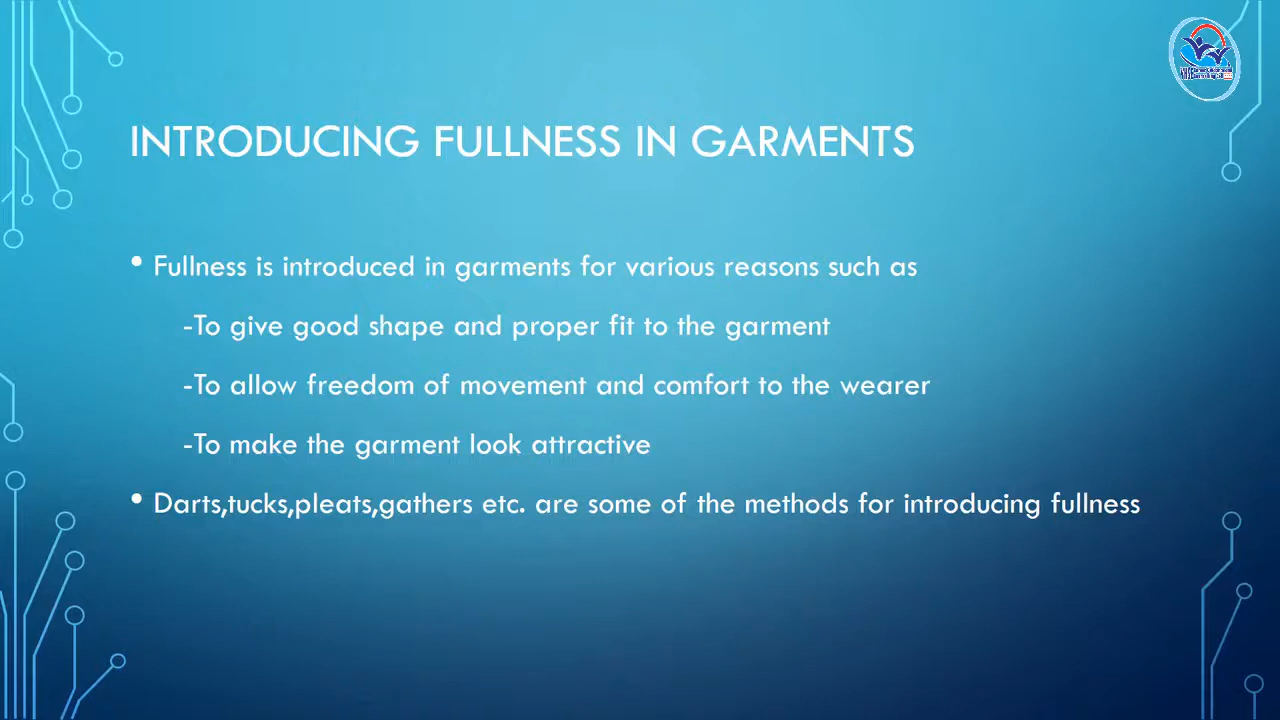 INTRODUCING FULLNESS IN GARMENTS
• Fullness is introduced in garments for various reasons such as
-To give good shape and proper fit to the garment
-To allow freedom of movement and comfort to the wearer
-To make the garment look attractive
• Darts,tucks,pleats,gathers etc. are some of the methods for introducing fullness